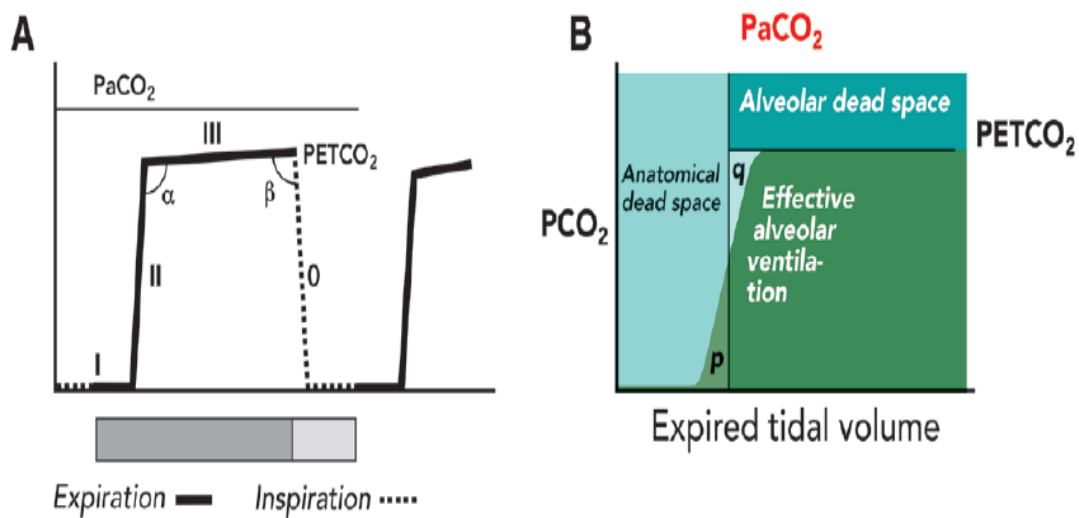 A
PaCO₂
III
PETCO₂
α
β
II
0
I
Expiration
Inspiration
B
PaCO₂
Alveolar dead space
PETCO₂
Anatomical
dead space
q
Effective
alveolar
ventila-
tion
PCO₂
p
Expired tidal volume